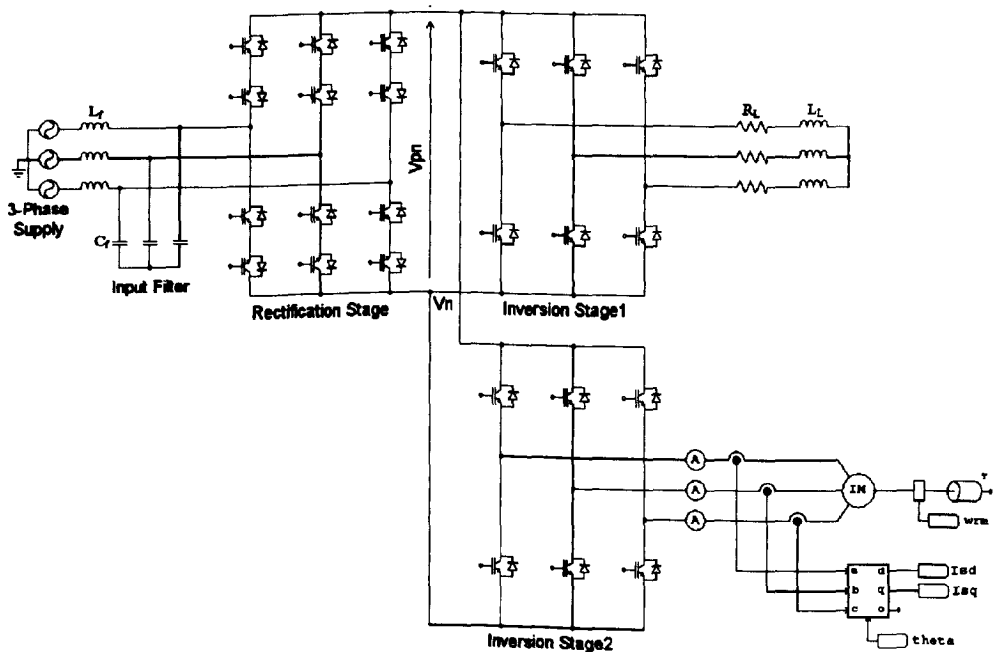 Lf
3-Phase
Supply
Cf
Input Filter
Rectification Stage
Vpn
Vn
Inversion Stage1
RL
LL
Inversion Stage2
A
A
A
IM
T
wrm
a
b
c
d
q
o
Isd
Isq
theta